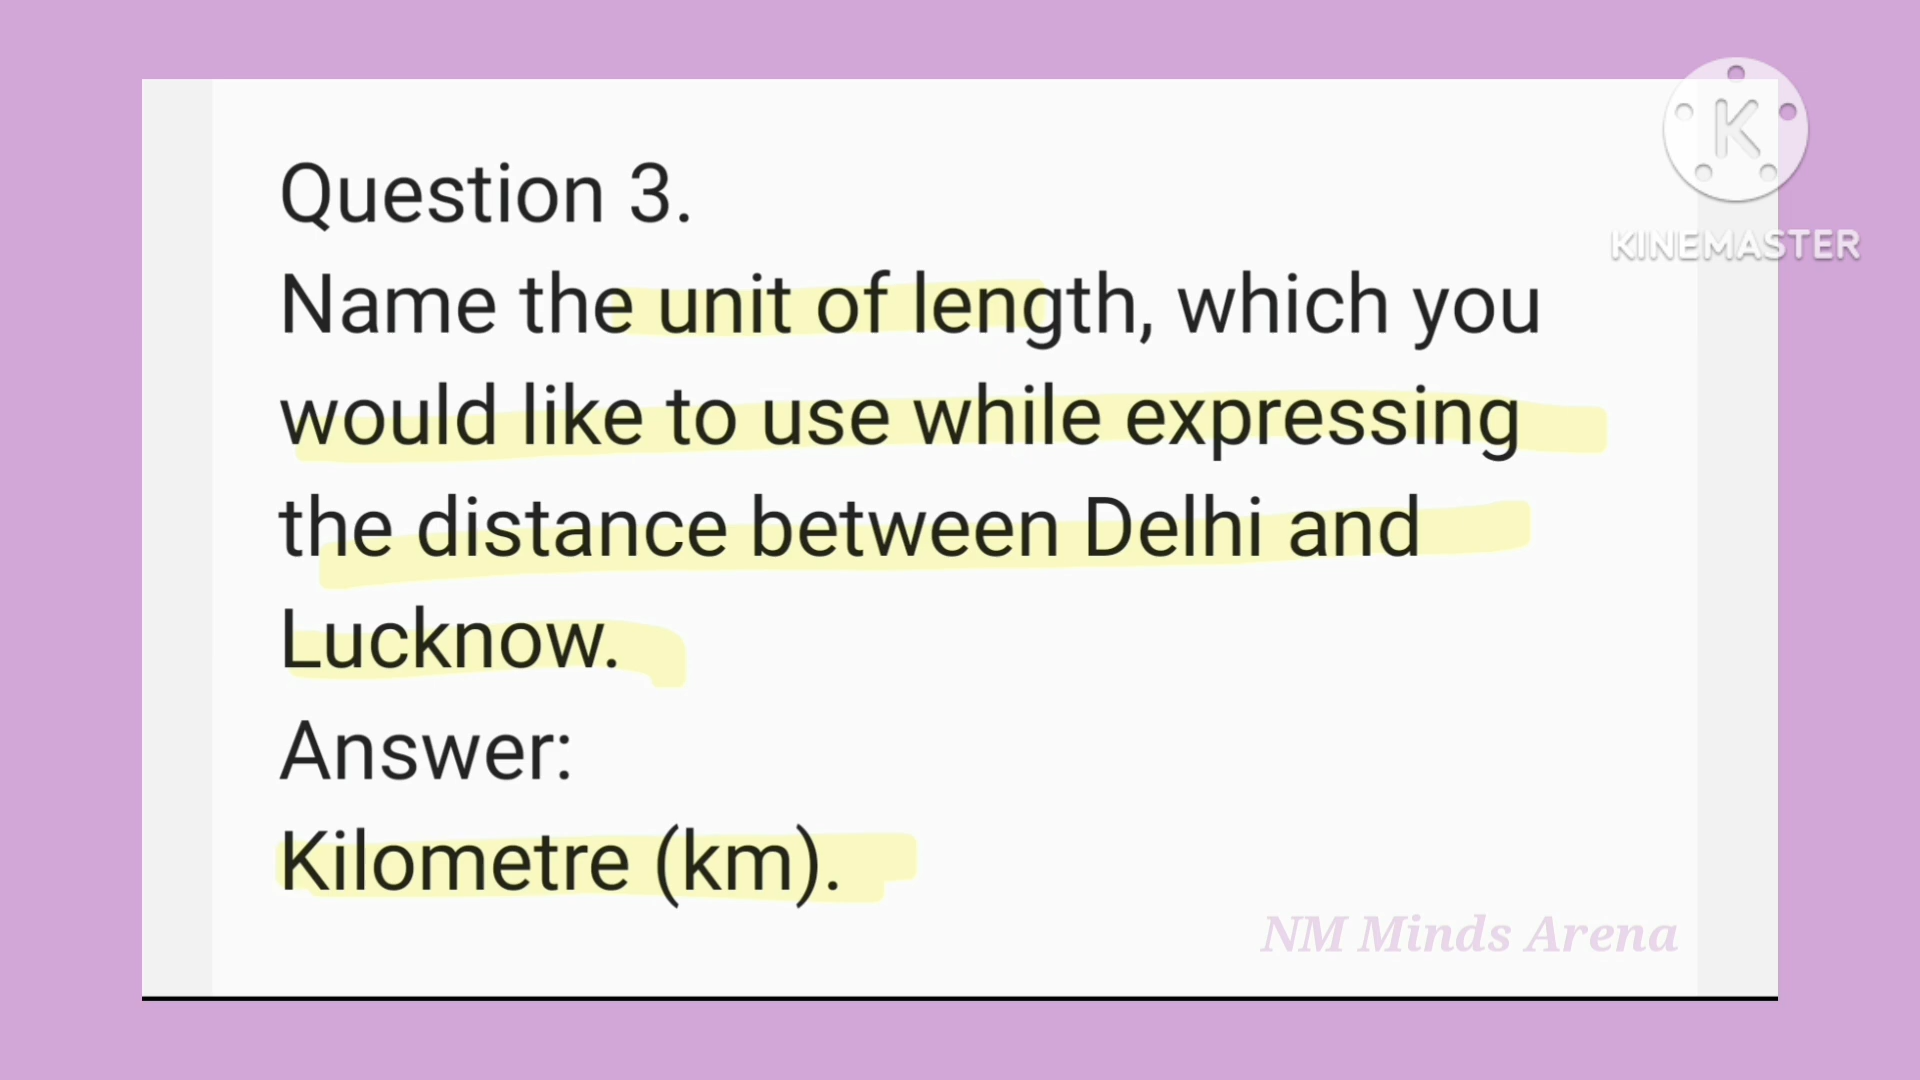 Question 3.
Name the unit of length, which you
would like to use while expressing
the distance between Delhi and
Lucknow.
Answer:
Kilometre (km).
K
KINEMASTER
NM Minds Arena